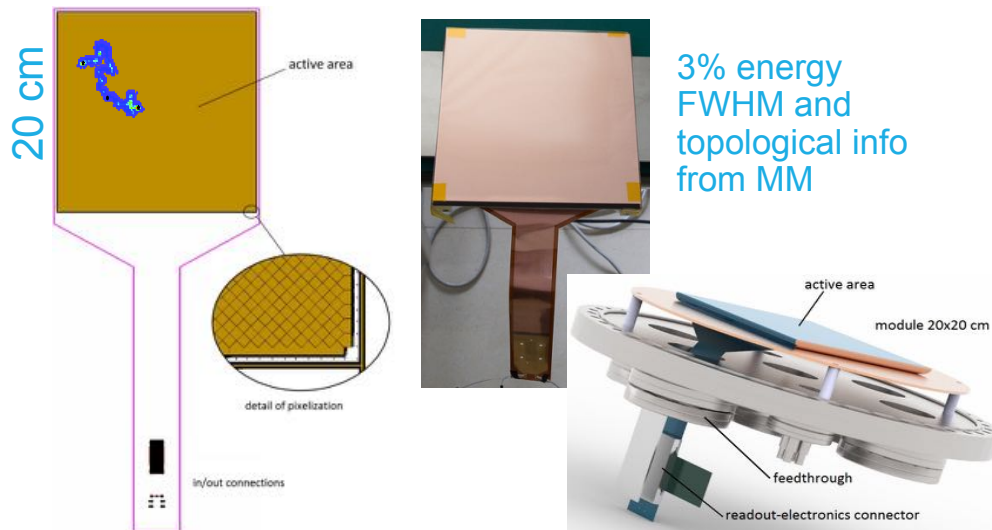 20 cm
active area
detail of pixelization
in/out connections
3% energy
FWHM and
topological info
from MM
active area
module 20x20 cm
feedthrough
readout-electronics connector